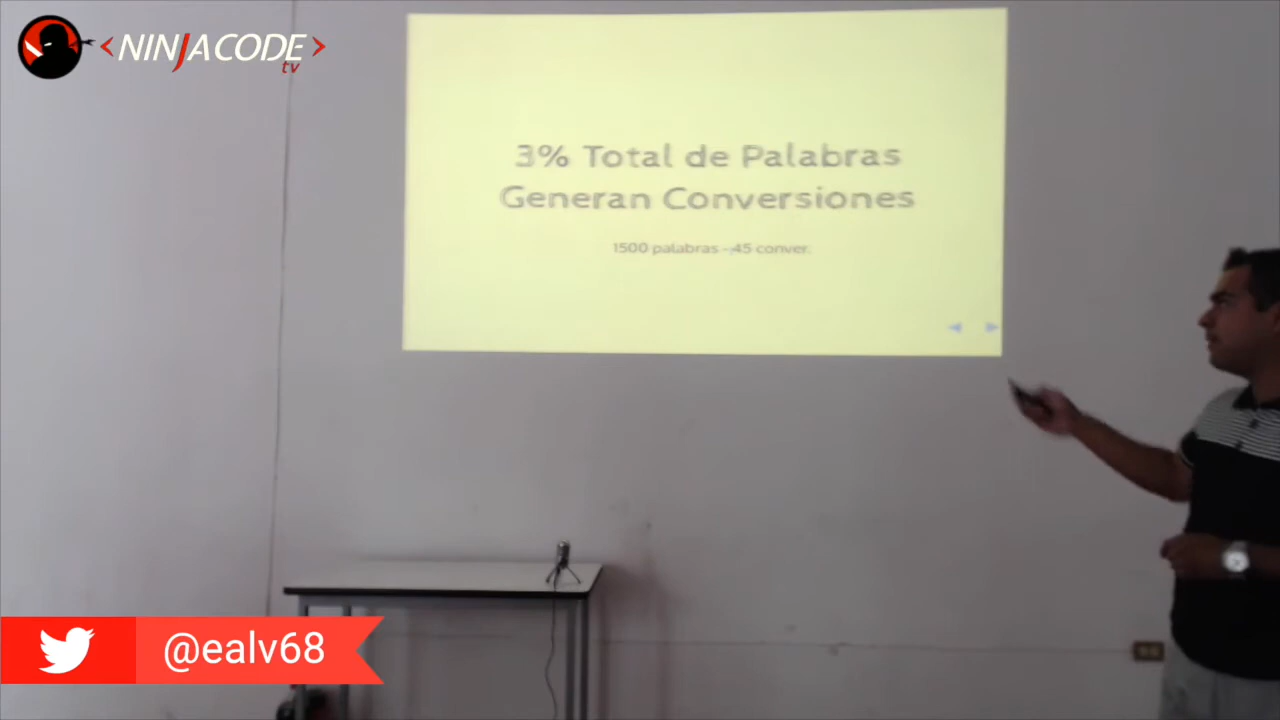 <NINJACODE>
tv
3% Total de Palabras
Generan Conversiones
1500 palabras - 45 conver.
@ealv68